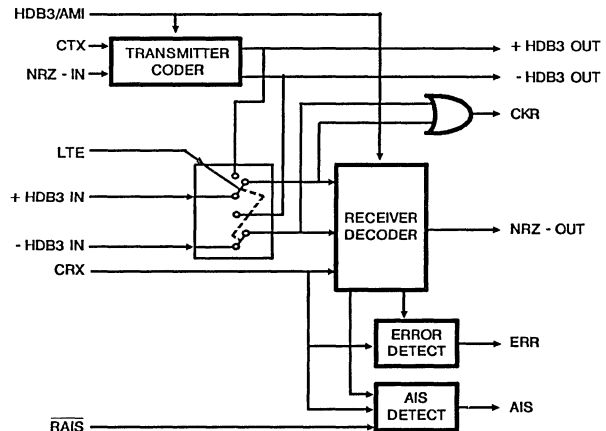 HDB3/AMI
CTX
NRZ - IN
TRANSMITTER
CODER
+ HDB3 OUT
- HDB3 OUT
CKR
LTE
+ HDB3 IN
- HDB3 IN
CRX
RECEIVER
DECODER
NRZ - OUT
ERROR
DETECT
ERR
AIS
DETECT
AIS
RAIS